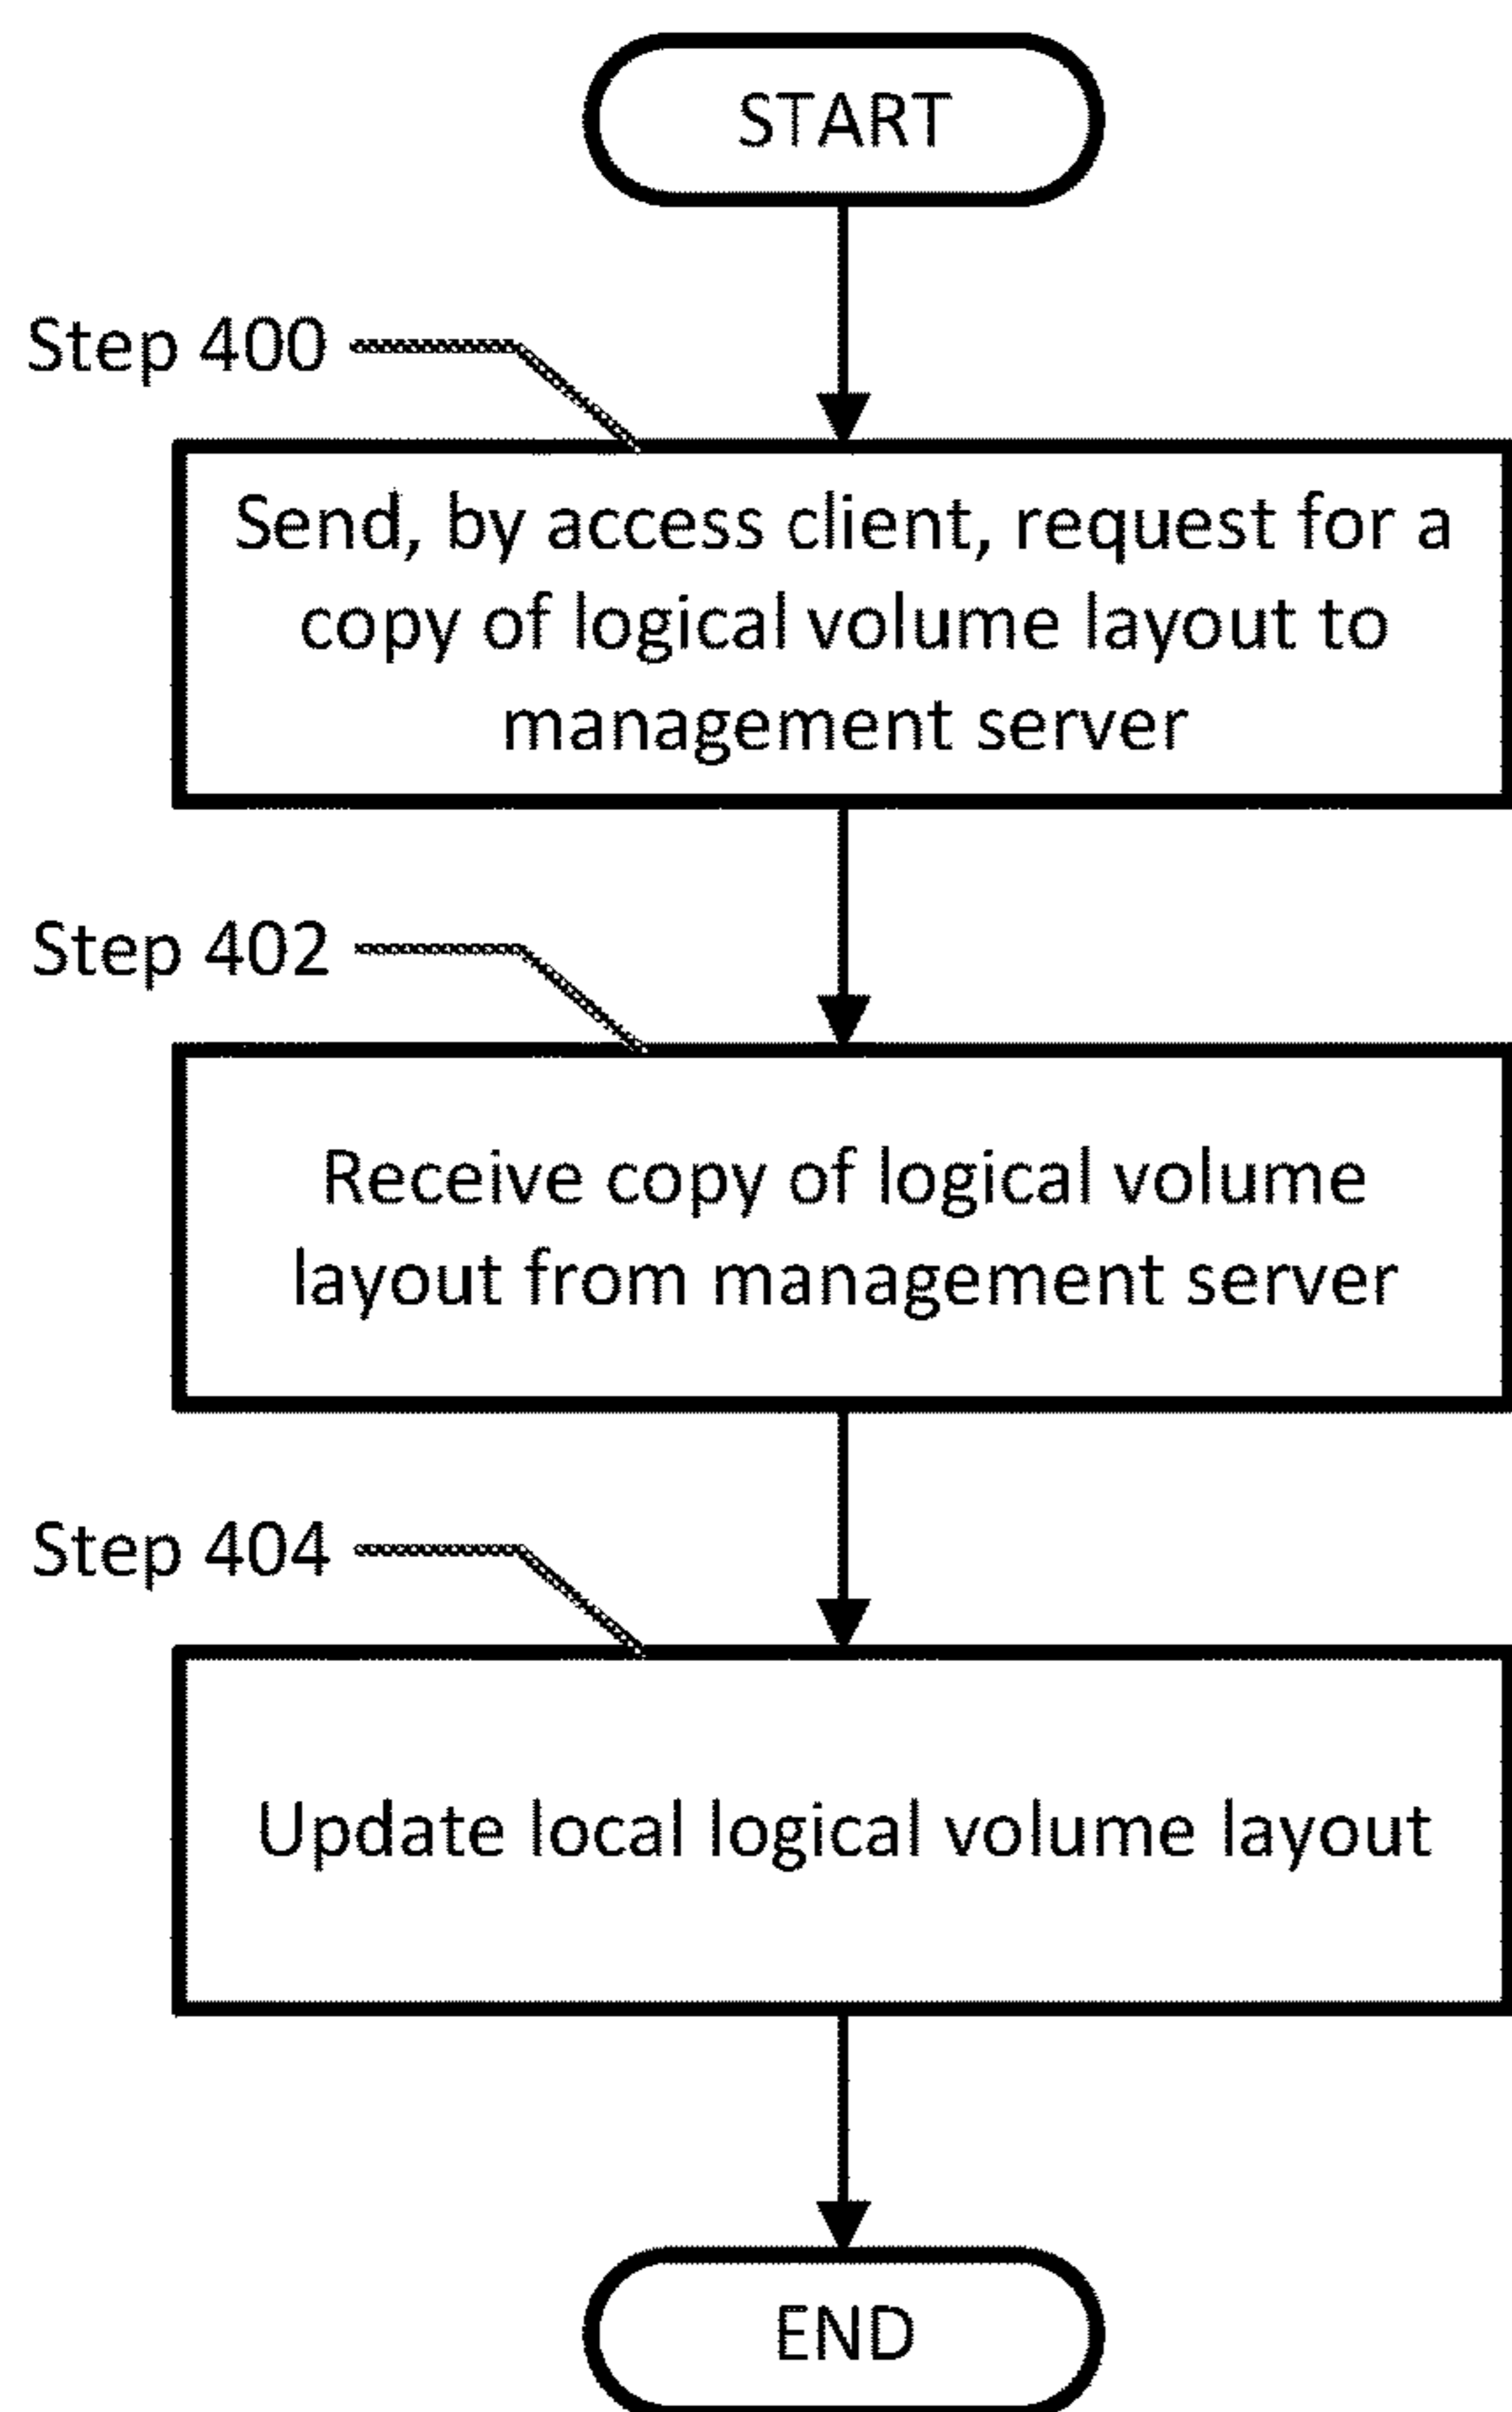 START
Step 400
Send, by access client, request for a
copy of logical volume layout to
management server
Step 402
Receive copy of logical volume
layout from management server
Step 404
Update local logical volume layout
END